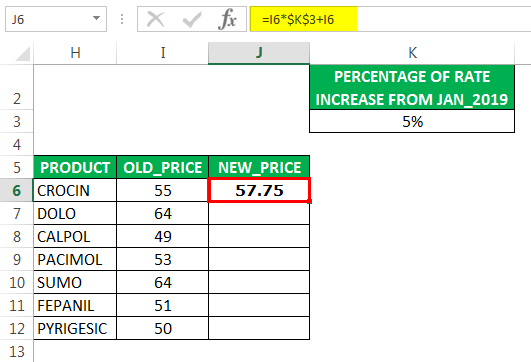 J6 fx =I6*$K$3+I6
H I J K
PERCENTAGE OF RATE
2 INCREASE FROM JAN_2019
3 5%
4
5 PRODUCT OLD_PRICE NEW_PRICE
6 CROCIN 55 57.75
7 DOLO 64
8 CALPOL 49
9 PACIMOL 53
10 SUMO 64
11 FEPANIL 51
12 PYRIGESIC 50
13